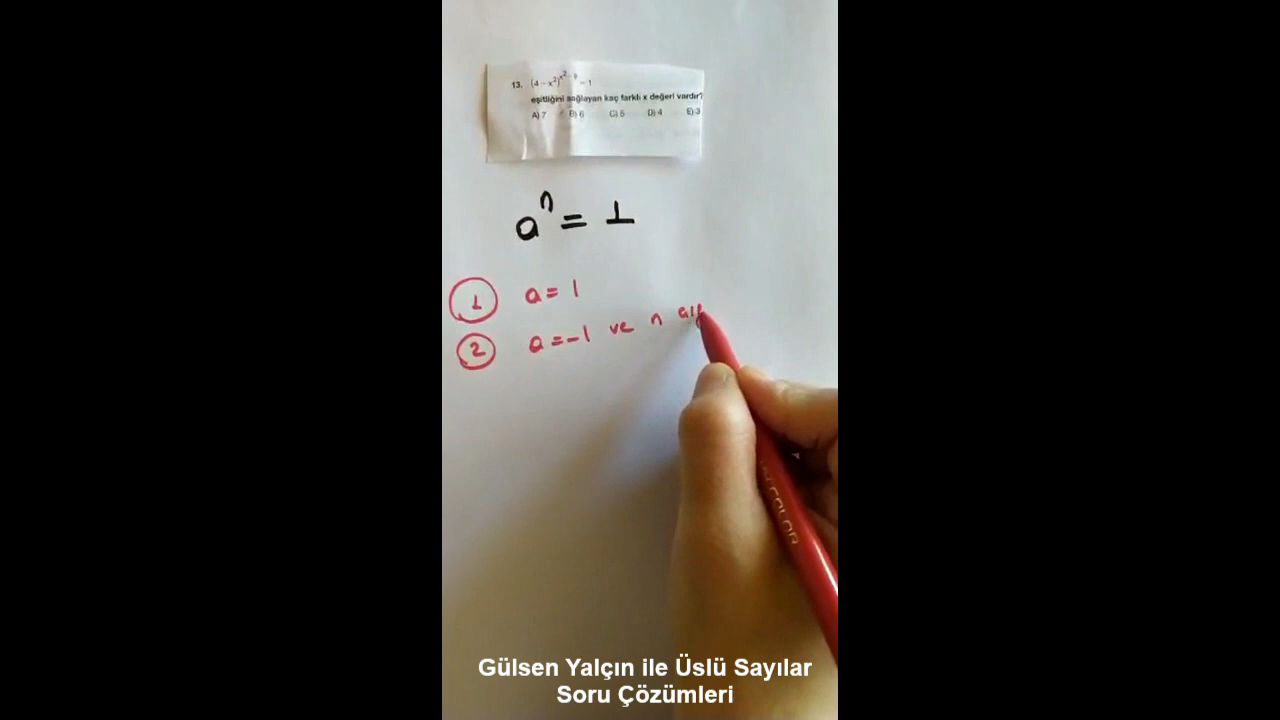 13. (4-x²)^x²-9 = 1
eşitliğini sağlayan kaç farklı x değeri vardır?
A) 7 B) 6 C) 5 D) 4 E) 3
aⁿ = 1
1 a = 1
2 a = -1 ve n
Gülsen Yalçın ile Üslü Sayılar
Soru Çözümleri